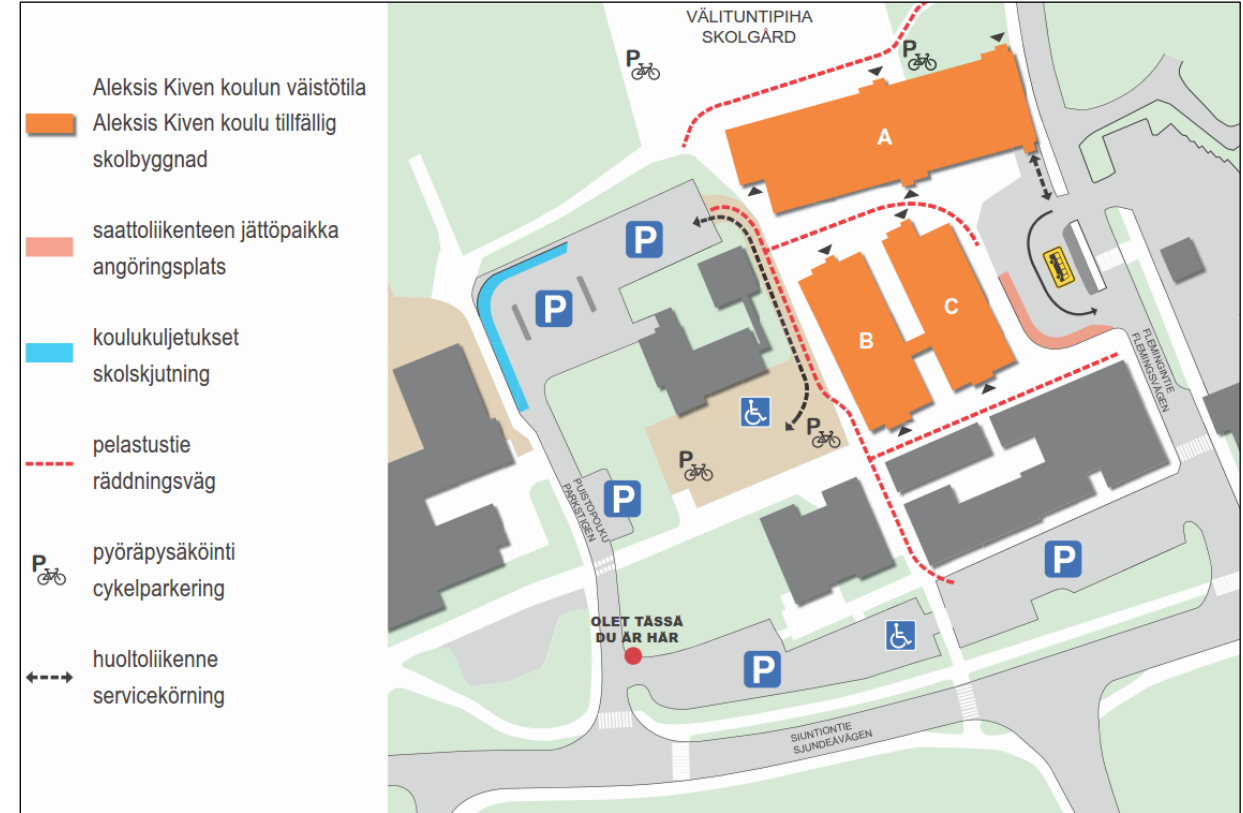 Aleksis Kiven koulun väistötila
Aleksis Kiven koulu tillfällig
skolbyggnad
saattoliikenteen jättöpaikka
angöringsplats
koulukuljetukset
skolskjutning
pelastustie
räddningsväg
P
pyöräpysäköinti
cykelparkering
huoltoliikenne
servicekörning
VÄLITUNTIPIHA
SKOLGÅRD
P
P
A
P
P
B
C
FLEMINGINTIE
FLEMINGSVÄGEN
P
P
PUISTOPOLKU
PARKSTIGEN
P
P
OLET TÄSSÄ
DU ÄR HÄR
P
SIUNTIONTIE
SJUNDEÅVÄGEN